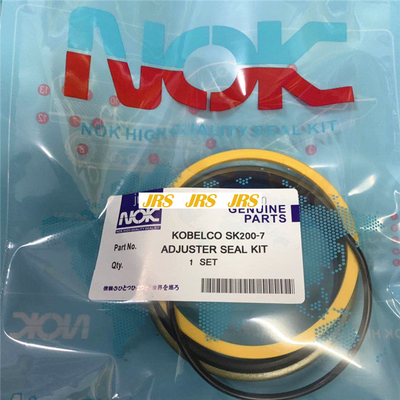 NOK
NOK HIGH QUALITY SEAL KIT
JRS JRS JRS
NOK
GENUINE
PARTS
KOBELCO SK200-7
Part No.
ADJUSTER SEAL KIT
Qty.
1 SET
NOK